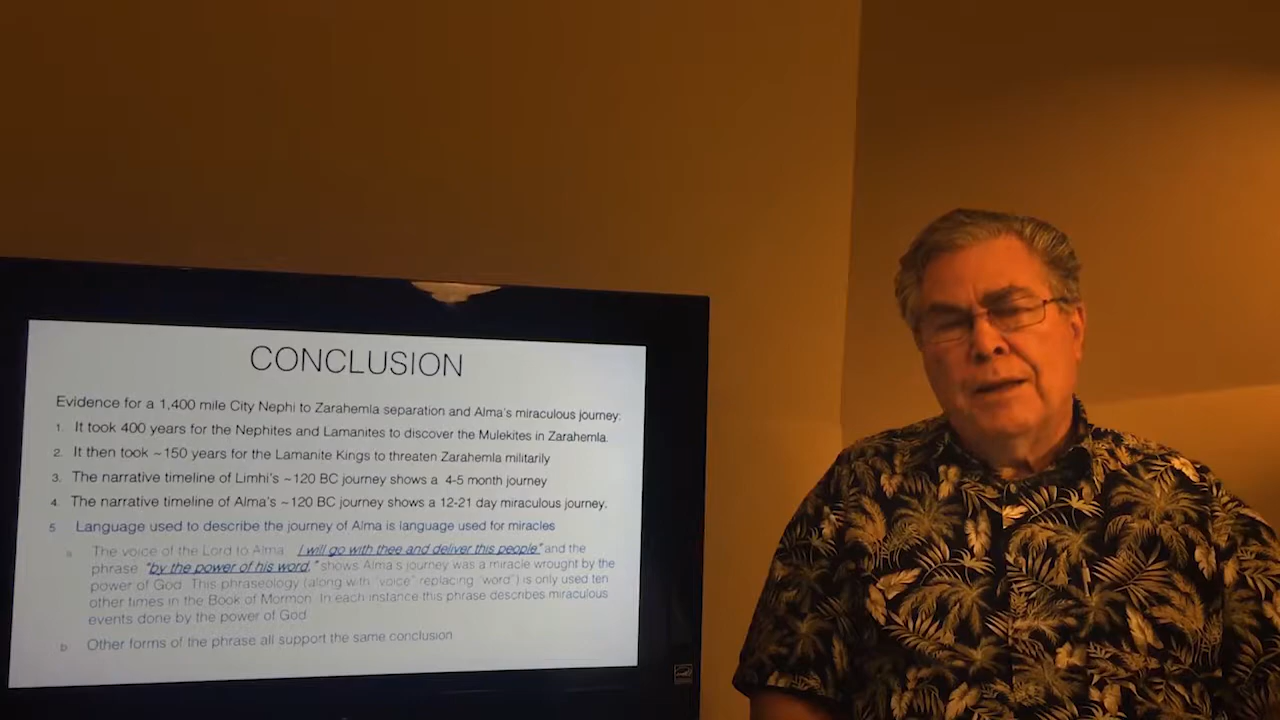 CONCLUSION
Evidence for a 1,400 mile City Nephi to Zarahemla separation and Alma's miraculous journey:
1. It took 400 years for the Nephites and Lamanites to discover the Mulekites in Zarahemla.
2. It then took ~150 years for the Lamanite Kings to threaten Zarahemla militarily
3. The narrative timeline of Limhi's ~120 BC journey shows a 4-5 month journey
4. The narrative timeline of Alma's ~120 BC journey shows a 12-21 day miraculous journey.
5 Language used to describe the journey of Alma is language used for miracles
a The voice of the Lord to Alma I will go with thee and deliver this people" and the
phrase "by the power of his word," shows Alma's journey was a miracle wrought by the
power of God. This phraseology (along with "voice" replacing "word") is only used ten
other times in the Book of Mormon. In each instance this phrase describes miraculous
events done by the power of God
b Other forms of the phrase all support the same conclusion